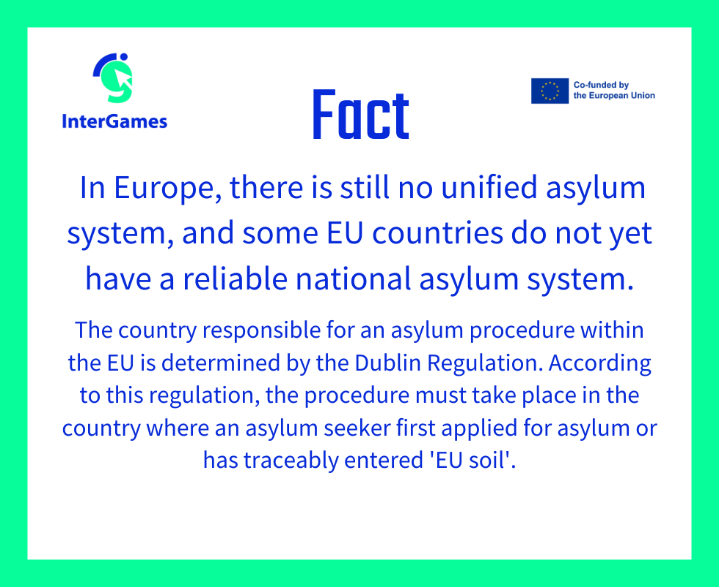 InterGames
Fact
Co-funded by
the European Union
In Europe, there is still no unified asylum
system, and some EU countries do not yet
have a reliable national asylum system.
The country responsible for an asylum procedure within
the EU is determined by the Dublin Regulation. According
to this regulation, the procedure must take place in the
country where an asylum seeker first applied for asylum or
has traceably entered 'EU soil'.